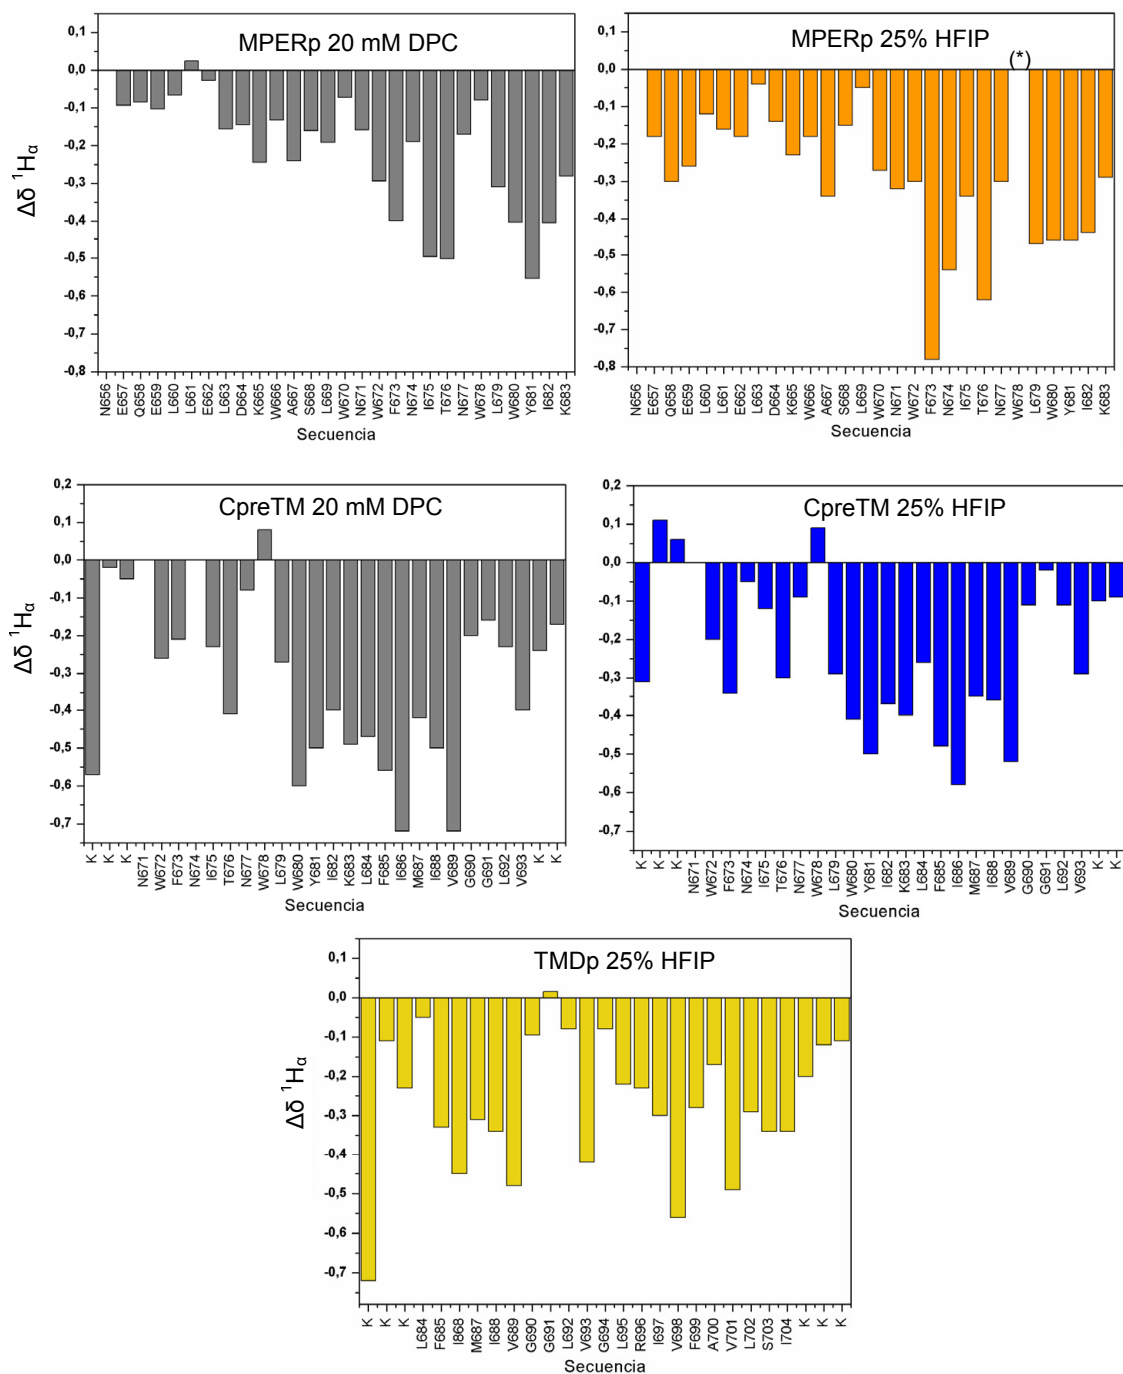 MPERp 20 mM DPC
0,1
0,0
-0,1
-0,2
-0,3
-0,4
-0,5
-0,6
-0,7
-0,8
Δδ ¹Hα
N656 E657 Q658 E659 L660 L661 E662 L663 D664 K665 W666 A667 S668 L669 W670 N671 W672 F673 N674 I675 T676 N677 W678 L679 W680 Y681 I682 K683
Secuencia
MPERp 25% HFIP
(*)
0,1
0,0
-0,1
-0,2
-0,3
-0,4
-0,5
-0,6
-0,7
-0,8
N656 E657 Q658 E659 L660 L661 E662 L663 D664 K665 W666 A667 S668 L669 W670 N671 W672 F673 N674 I675 T676 N677 W678 L679 W680 Y681 I682 K683
Secuencia
CpreTM 20 mM DPC
0,2
0,1
0,0
-0,1
-0,2
-0,3
-0,4
-0,5
-0,6
-0,7
Δδ ¹Hα
K K K N671 W672 F673 N674 I675 T676 N677 W678 L679 W680 Y681 I682 K683 L684 F685 I686 M687 I688 V689 G690 G691 L692 V693 K K
Secuencia
CpreTM 25% HFIP
0,2
0,1
0,0
-0,1
-0,2
-0,3
-0,4
-0,5
-0,6
-0,7
K K K N671 W672 F673 N674 I675 T676 N677 W678 L679 W680 Y681 I682 K683 L684 F685 I686 M687 I688 V689 G690 G691 L692 V693 K K
Secuencia
TMDp 25% HFIP
0,1
0,0
-0,1
-0,2
-0,3
-0,4
-0,5
-0,6
-0,7
Δδ ¹Hα
K K K L684 F685 I868 M687 I688 V689 G690 G691 L692 V693 G694 L695 R696 I697 V698 F699 A700 V701 L702 S703 I704 K K K
Secuencia